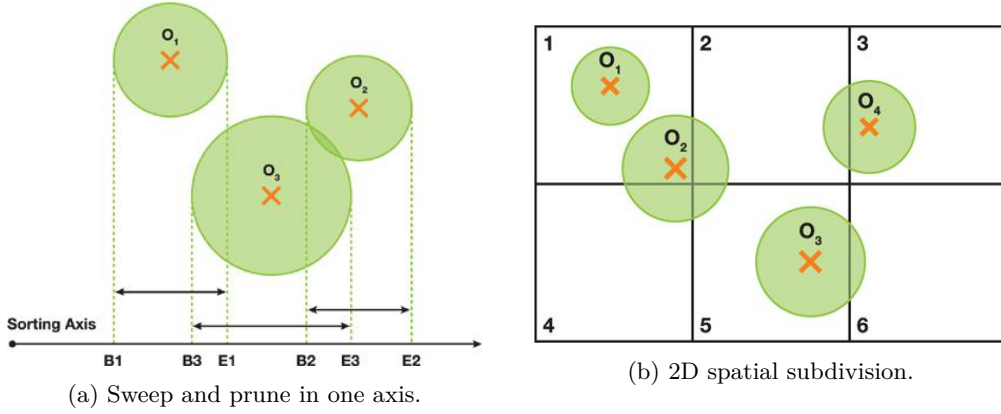 O1
O2
O3
Sorting Axis
B1 B3 E1 B2 E3 E2
(a) Sweep and prune in one axis.
1 2 3
O1
O4
O2
O3
4 5 6
(b) 2D spatial subdivision.